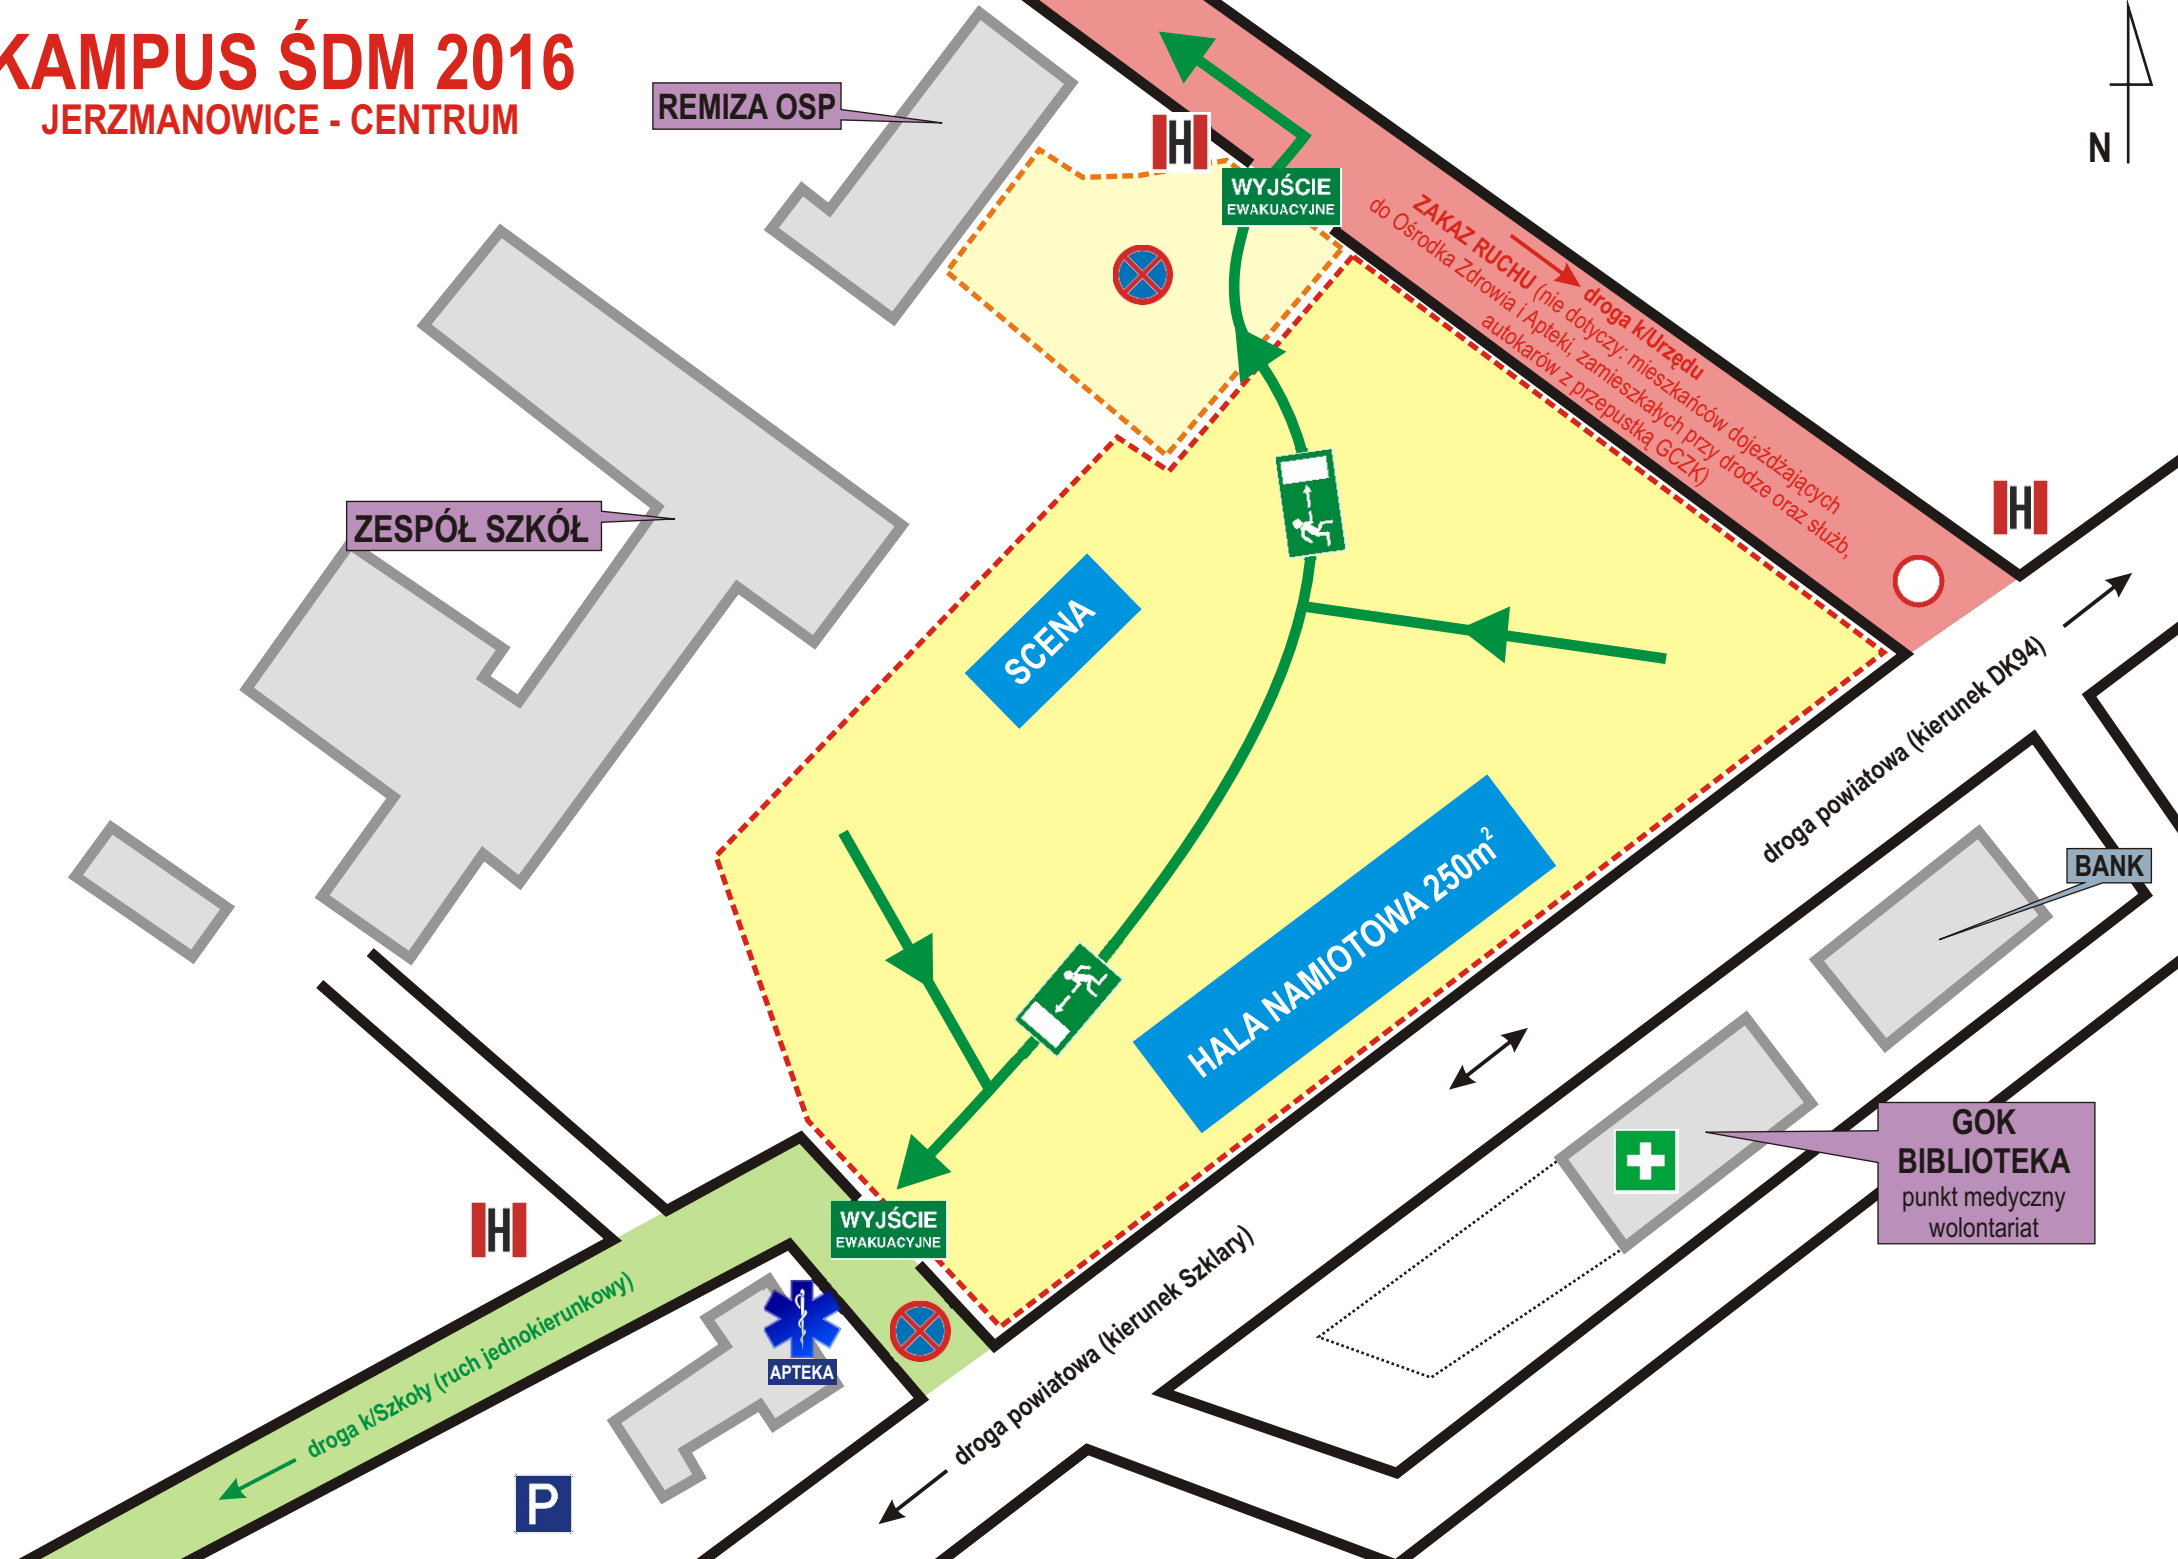 KAMPUS ŚDM 2016
JERZMANOWICE - CENTRUM
REMIZA OSP
H
WYJŚCIE
EWAKUACYJNE
N
droga k/Urzędu
ZAKAZ RUCHU (nie dotyczy: mieszkańców dojeżdżających
do Ośrodka Zdrowia i Apteki, zamieszkałych przy drodze oraz służb,
autokarów z przepustką GCZK)
H
ZESPÓŁ SZKÓŁ
SCENA
droga powiatowa (kierunek DK94)
HALA NAMIOTOWA 250m²
BANK
GOK
BIBLIOTEKA
punkt medyczny
wolontariat
H
WYJŚCIE
EWAKUACYJNE
droga powiatowa (kierunek Szklary)
droga k/Szkoły (ruch jednokierunkowy)
APTEKA
P